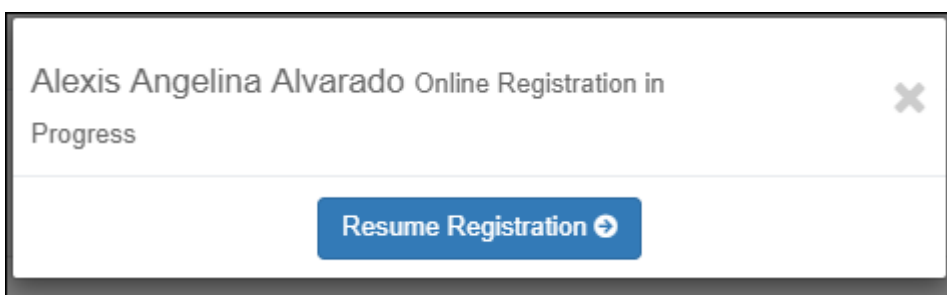 Alexis Angelina Alvarado Online Registration in
Progress
Resume Registration